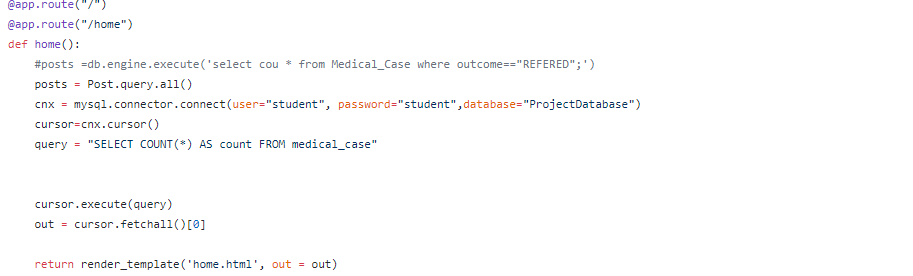 @app.route("/")
@app.route("/home")
def home():
    #posts =db.engine.execute('select cou * from Medical_Case where outcome=="REFERED";')
    posts = Post.query.all()
    cnx = mysql.connector.connect(user="student", password="student",database="ProjectDatabase")
    cursor=cnx.cursor()
    query = "SELECT COUNT(*) AS count FROM medical_case"
    cursor.execute(query)
    out = cursor.fetchall()[0]
    return render_template('home.html', out = out)